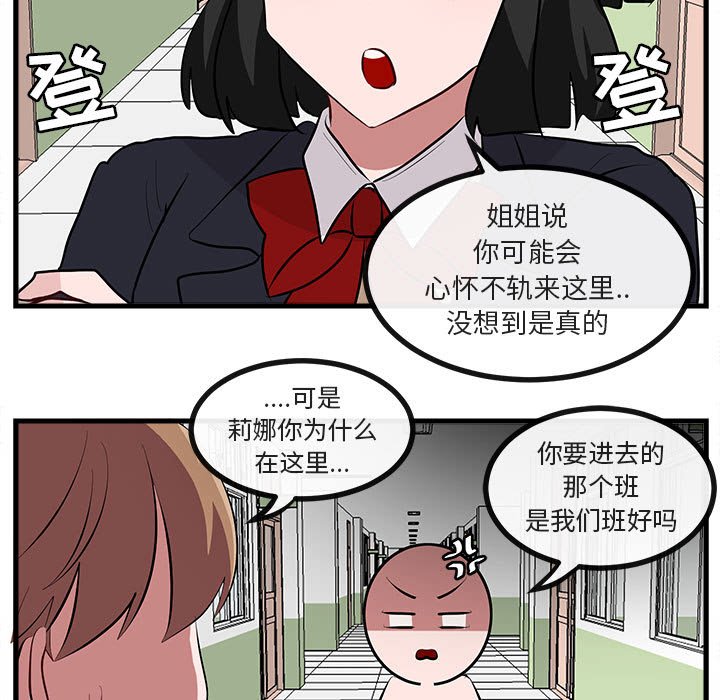 登 登
姐姐说
你可能会
心怀不轨来这里..
没想到是真的
....可是
莉娜你为什么
在这里...
你要进去的
那个班
是我们班好吗